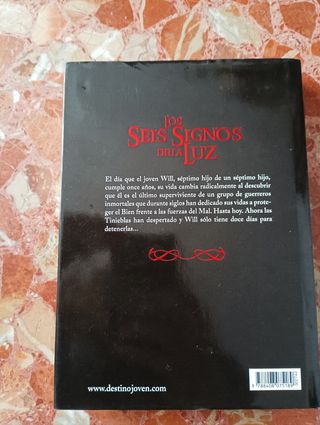 LOS
SEIS SIGNOS
DE LA LUZ
El día que el joven Will, séptimo hijo de un séptimo hijo,
cumple once años, su vida cambia radicalmente al descubrir
que él es el último superviviente de un grupo de guerreros
inmortales que durante siglos han dedicado sus vidas a prote-
ger el Bien frente a las fuerzas del Mal. Hasta hoy. Ahora las
Tinieblas han despertado y Will sólo tiene doce días para
detenerlas...
www.destinojoven.com
9 788408 075189